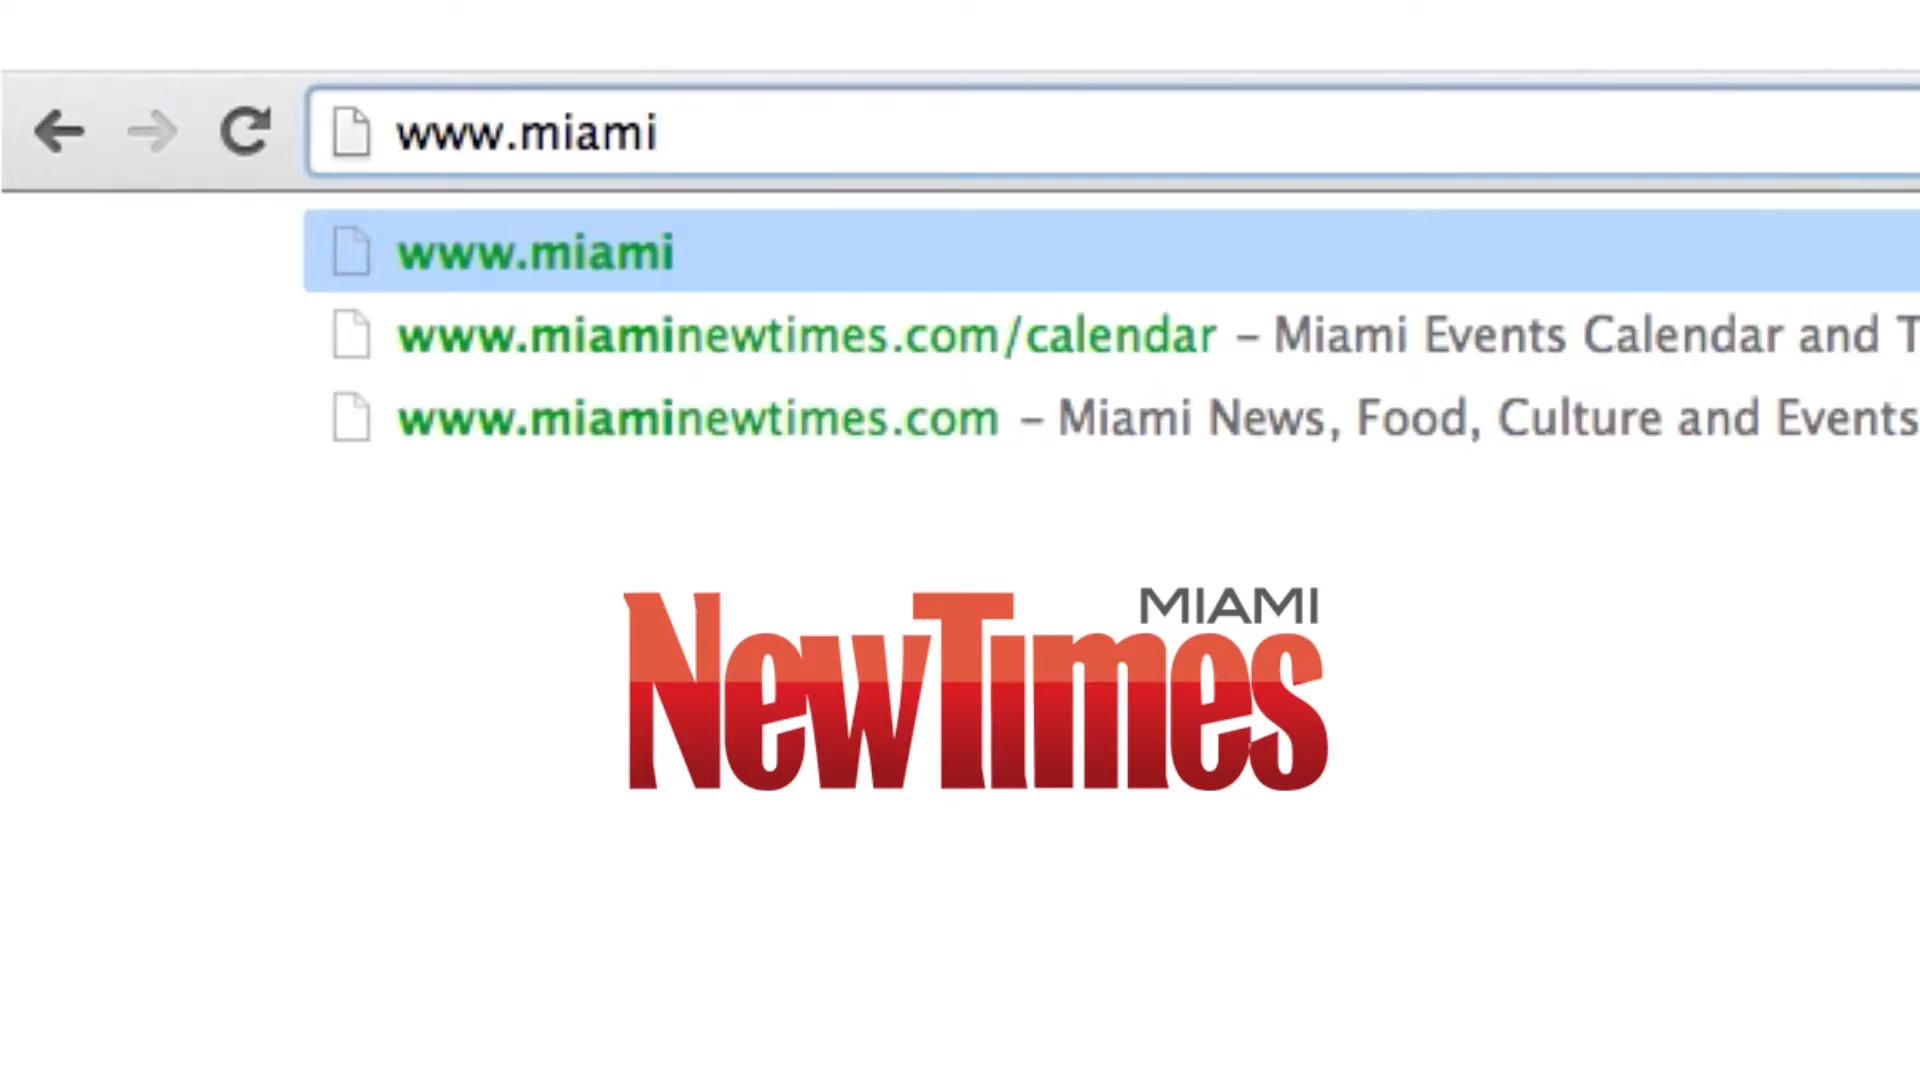 www.miami
www.miami
www.miaminewtimes.com/calendar – Miami Events Calendar and T
www.miaminewtimes.com – Miami News, Food, Culture and Events
MIAMI
NewTimes